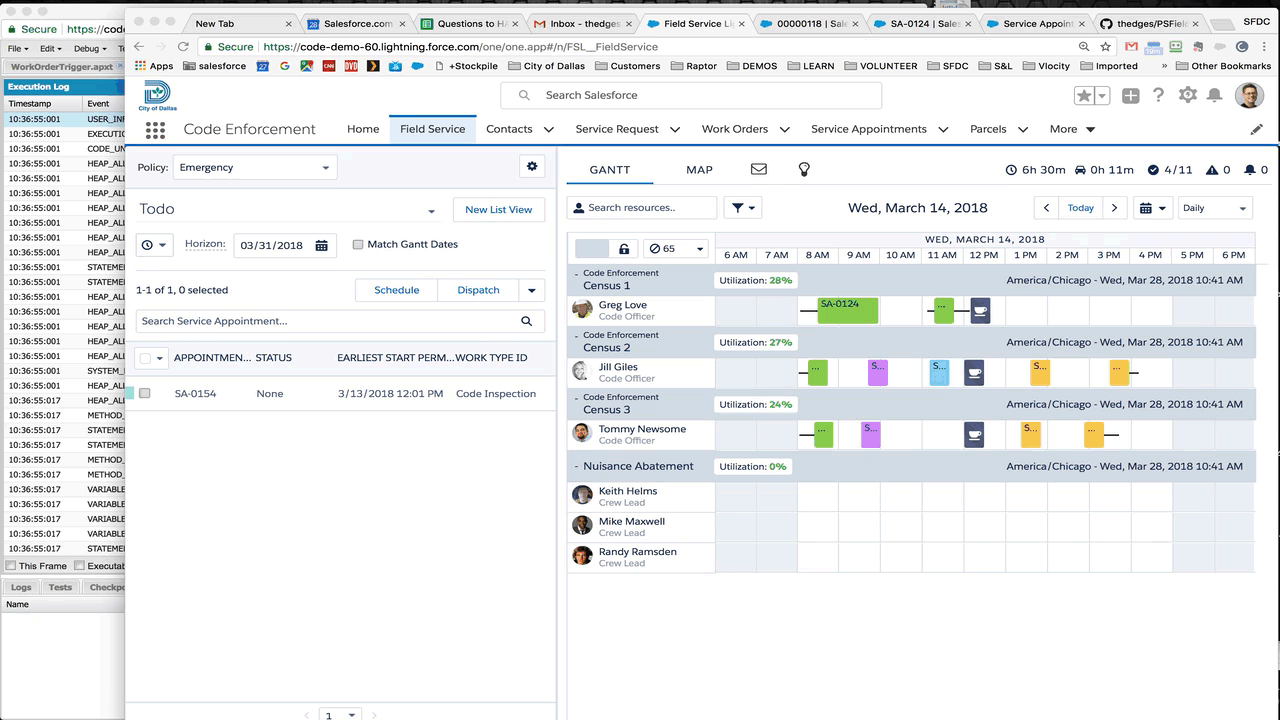 New Tab
Salesforce.com
Questions to HA
Inbox - thedges
Field Service Li
00000118 | Sal
SA-0124 | Sales
Service Appoint
thedges/PSField
SFDC
Secure https://co
Secure https://code-demo-60.lightning.force.com/one/one.app#/n/FSL__FieldService
File Edit Debug
Apps salesforce 27 +Stockpile City of Dallas Customers Raptor DEMOS LEARN VOLUNTEER SFDC S&L Vlocity Imported » Other Bookmarks
WorkOrderTrigger.apxt
Execution Log
Timestamp Event
10:36:55:001 USER_INF
10:36:55:001 EXECUTIO
10:36:55:001 CODE_UN
10:36:55:001 HEAP_ALL
10:36:55:001 HEAP_ALL
10:36:55:001 HEAP_ALL
10:36:55:001 HEAP_ALL
10:36:55:001 HEAP_ALL
10:36:55:001 HEAP_ALL
10:36:55:001 HEAP_ALL
10:36:55:001 HEAP_ALL
10:36:55:001 STATEME
10:36:55:001 HEAP_ALL
10:36:55:001 STATEME
10:36:55:001 HEAP_ALL
10:36:55:001 HEAP_ALL
10:36:55:001 HEAP_ALL
10:36:55:001 SYSTEM_
10:36:55:001 HEAP_ALL
10:36:55:017 METHOD_
10:36:55:017 STATEME
10:36:55:017 STATEME
10:36:55:017 METHOD_
10:36:55:017 METHOD_
10:36:55:017 VARIABLE
10:36:55:017 VARIABLE
10:36:55:017 VARIABLE
10:36:55:017 VARIABLE
10:36:55:017 STATEME
This Frame Executab
Logs Tests Checkpo
Name
City of Dallas
Search Salesforce
Code Enforcement
Home Field Service Contacts Service Request Work Orders Service Appointments Parcels More
Policy: Emergency
Todo
New List View
Horizon: 03/31/2018 Match Gantt Dates
1-1 of 1, 0 selected
Schedule Dispatch
Search Service Appointment...
APPOINTMEN... STATUS EARLIEST START PERM... WORK TYPE ID
SA-0154 None 3/13/2018 12:01 PM Code Inspection
1
GANTT MAP
6h 30m 0h 11m 4/11 0 0
Search resources..
Wed, March 14, 2018
Today
Daily
65
WED, MARCH 14, 2018
6 AM 7 AM 8 AM 9 AM 10 AM 11 AM 12 PM 1 PM 2 PM 3 PM 4 PM 5 PM 6 PM
- Code Enforcement
Census 1
Utilization: 28%
America/Chicago - Wed, Mar 28, 2018 10:41 AM
Greg Love
Code Officer
SA-0124 ...
- Code Enforcement
Census 2
Utilization: 27%
America/Chicago - Wed, Mar 28, 2018 10:41 AM
Jill Giles
Code Officer
... S... S... S... ...
- Code Enforcement
Census 3
Utilization: 24%
America/Chicago - Wed, Mar 28, 2018 10:41 AM
Tommy Newsome
Code Officer
... S... S... ...
- Nuisance Abatement
Utilization: 0%
America/Chicago - Wed, Mar 28, 2018 10:41 AM
Keith Helms
Crew Lead
Mike Maxwell
Crew Lead
Randy Ramsden
Crew Lead